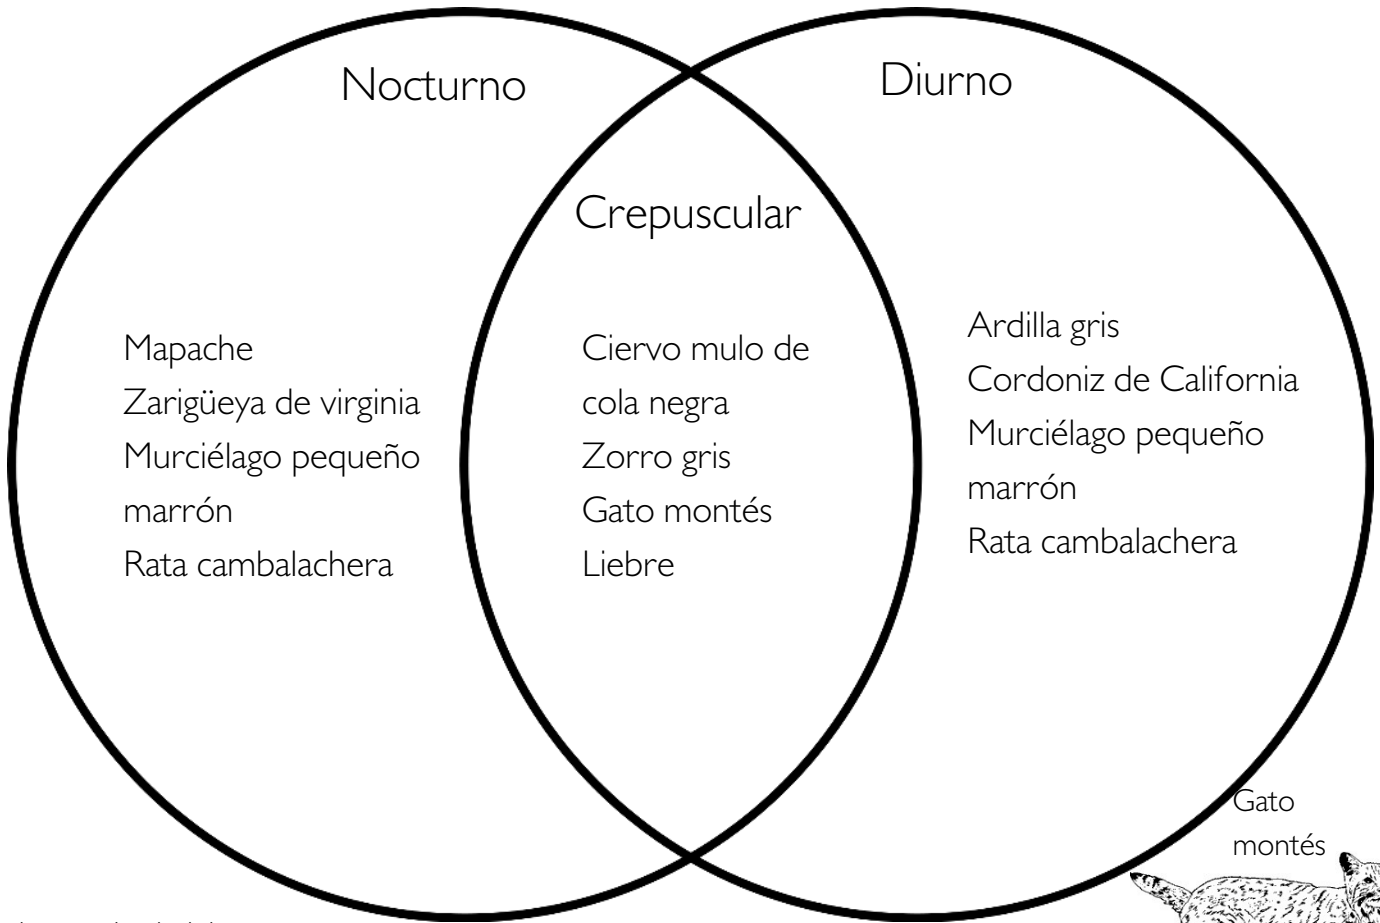 Nocturno
Diurno
Crepuscular
Mapache
Zarigüeya de virginia
Murciélago pequeño
marrón
Rata cambalachera
Ciervo mulo de
cola negra
Zorro gris
Gato montés
Liebre
Ardilla gris
Cordoniz de California
Murciélago pequeño
marrón
Rata cambalachera
Gato
montés